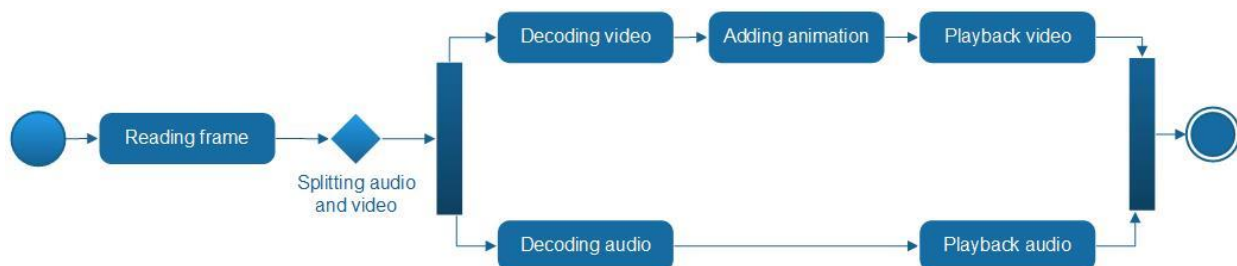 Decoding video
Adding animation
Playback video
Reading frame
Splitting audio
and video
Decoding audio
Playback audio